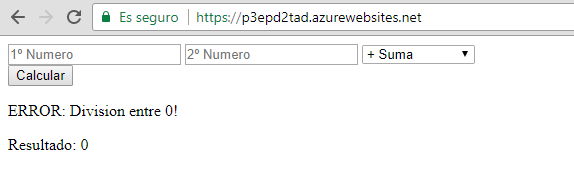 Es seguro https://p3epd2tad.azurewebsites.net
1º Numero 2º Numero + Suma
Calcular
ERROR: Division entre 0!
Resultado: 0